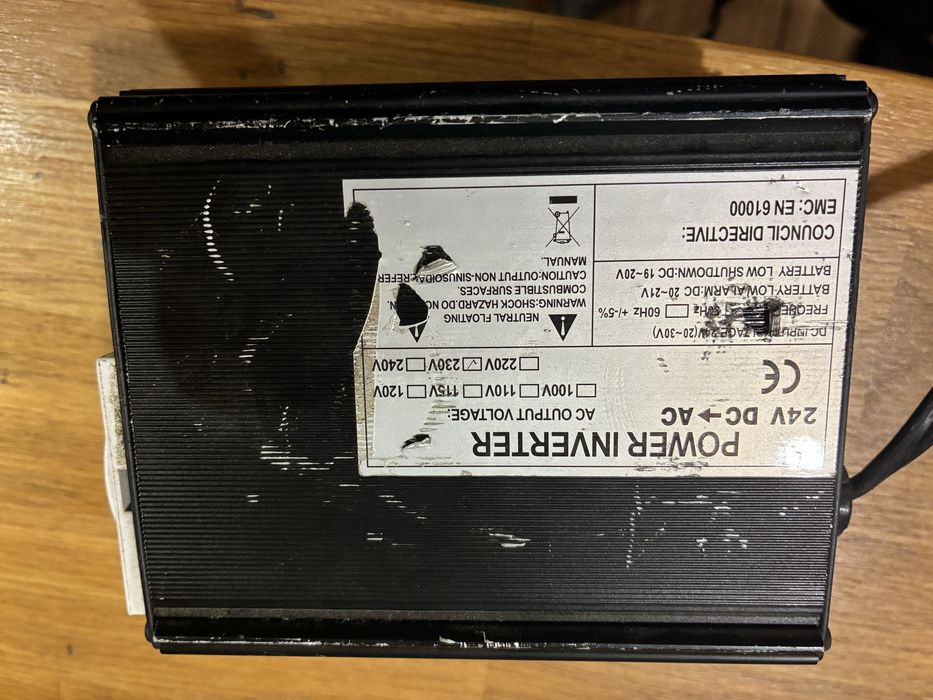 POWER INVERTER
24V DC→AC
CE
AC OUTPUT VOLTAGE:
100V 110V 115V 120V
220V 230V 240V
DC INPUT VOLTAGE 24V(20~30V)
60Hz +/-5%
BATTERY LOW ALARM:DC 20~21V
BATTERY LOW SHUTDOWN:DC 19~20V
NEUTRAL FLOATING
WARNING:SHOCK HAZARD.DO
COMBUSTIBLE SURFACES.
CAUTION:OUTPUT NON-SINUSOIDAL.REFER
MANUAL.
COUNCIL DIRECTIVE:
EMC: EN 61000